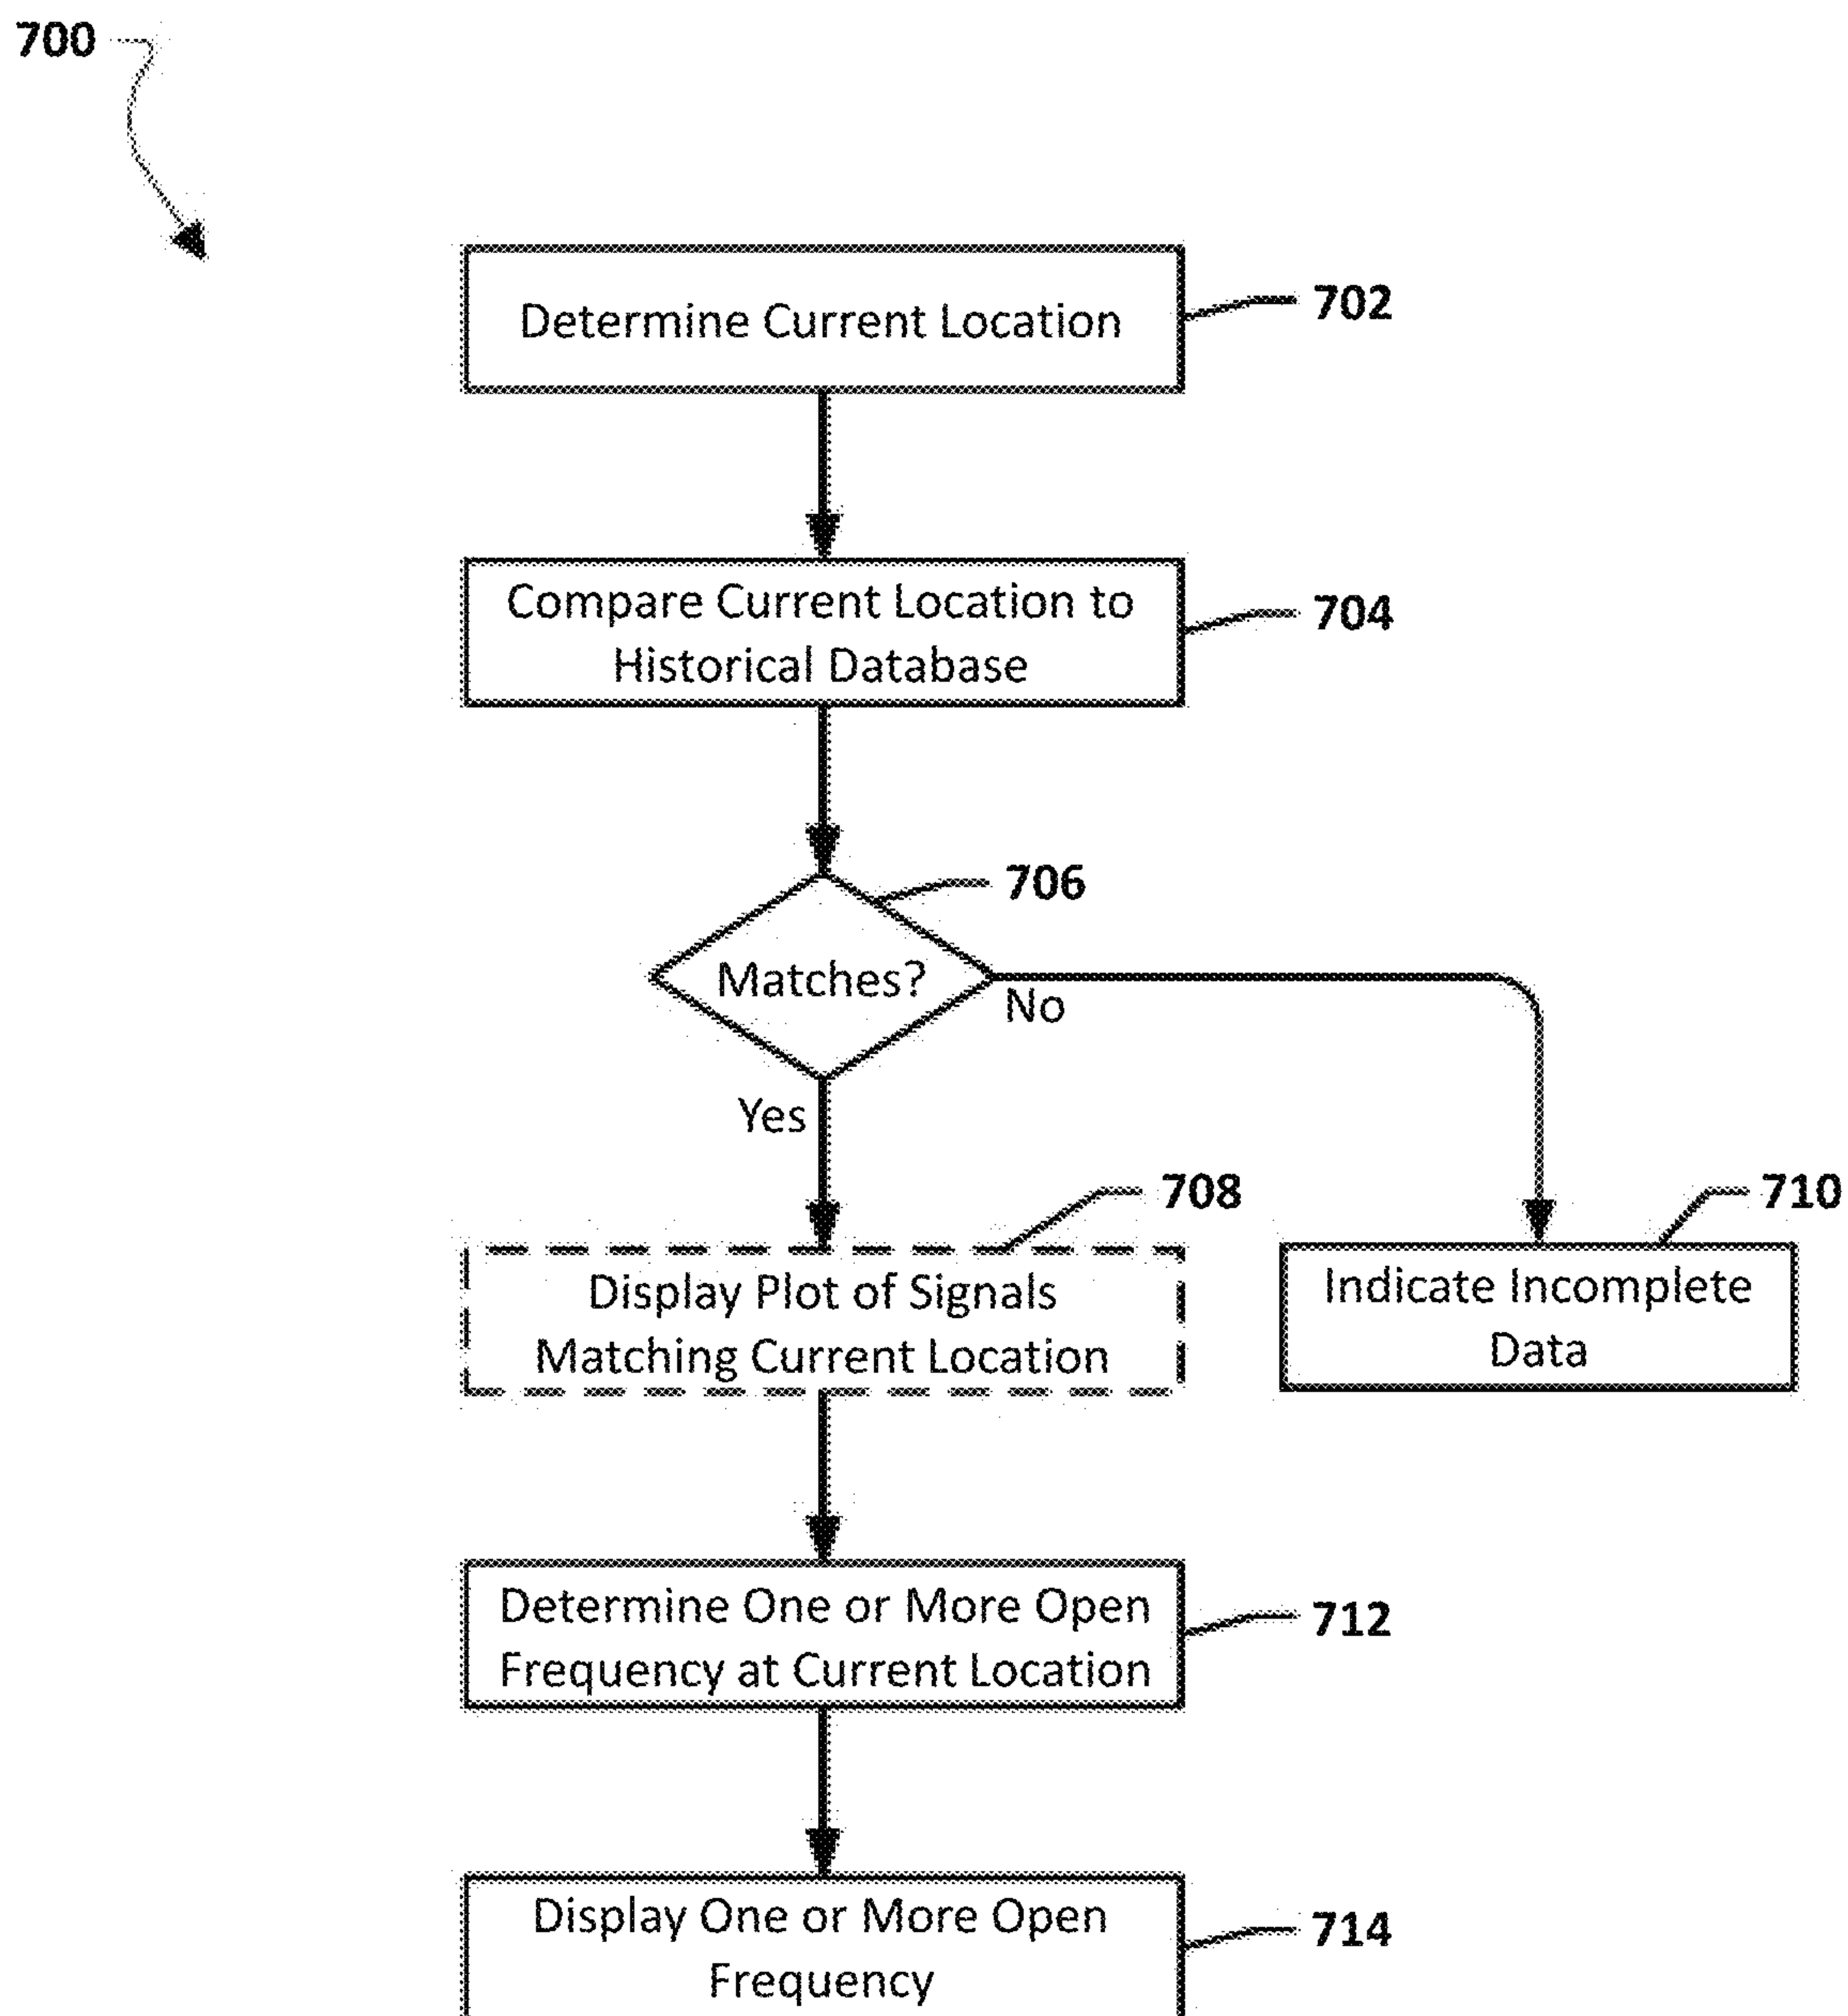 700
Determine Current Location
702
Compare Current Location to
Historical Database
704
706
Matches?
No
Yes
708
710
Display Plot of Signals
Matching Current Location
Indicate Incomplete
Data
Determine One or More Open
Frequency at Current Location
712
Display One or More Open
Frequency
714